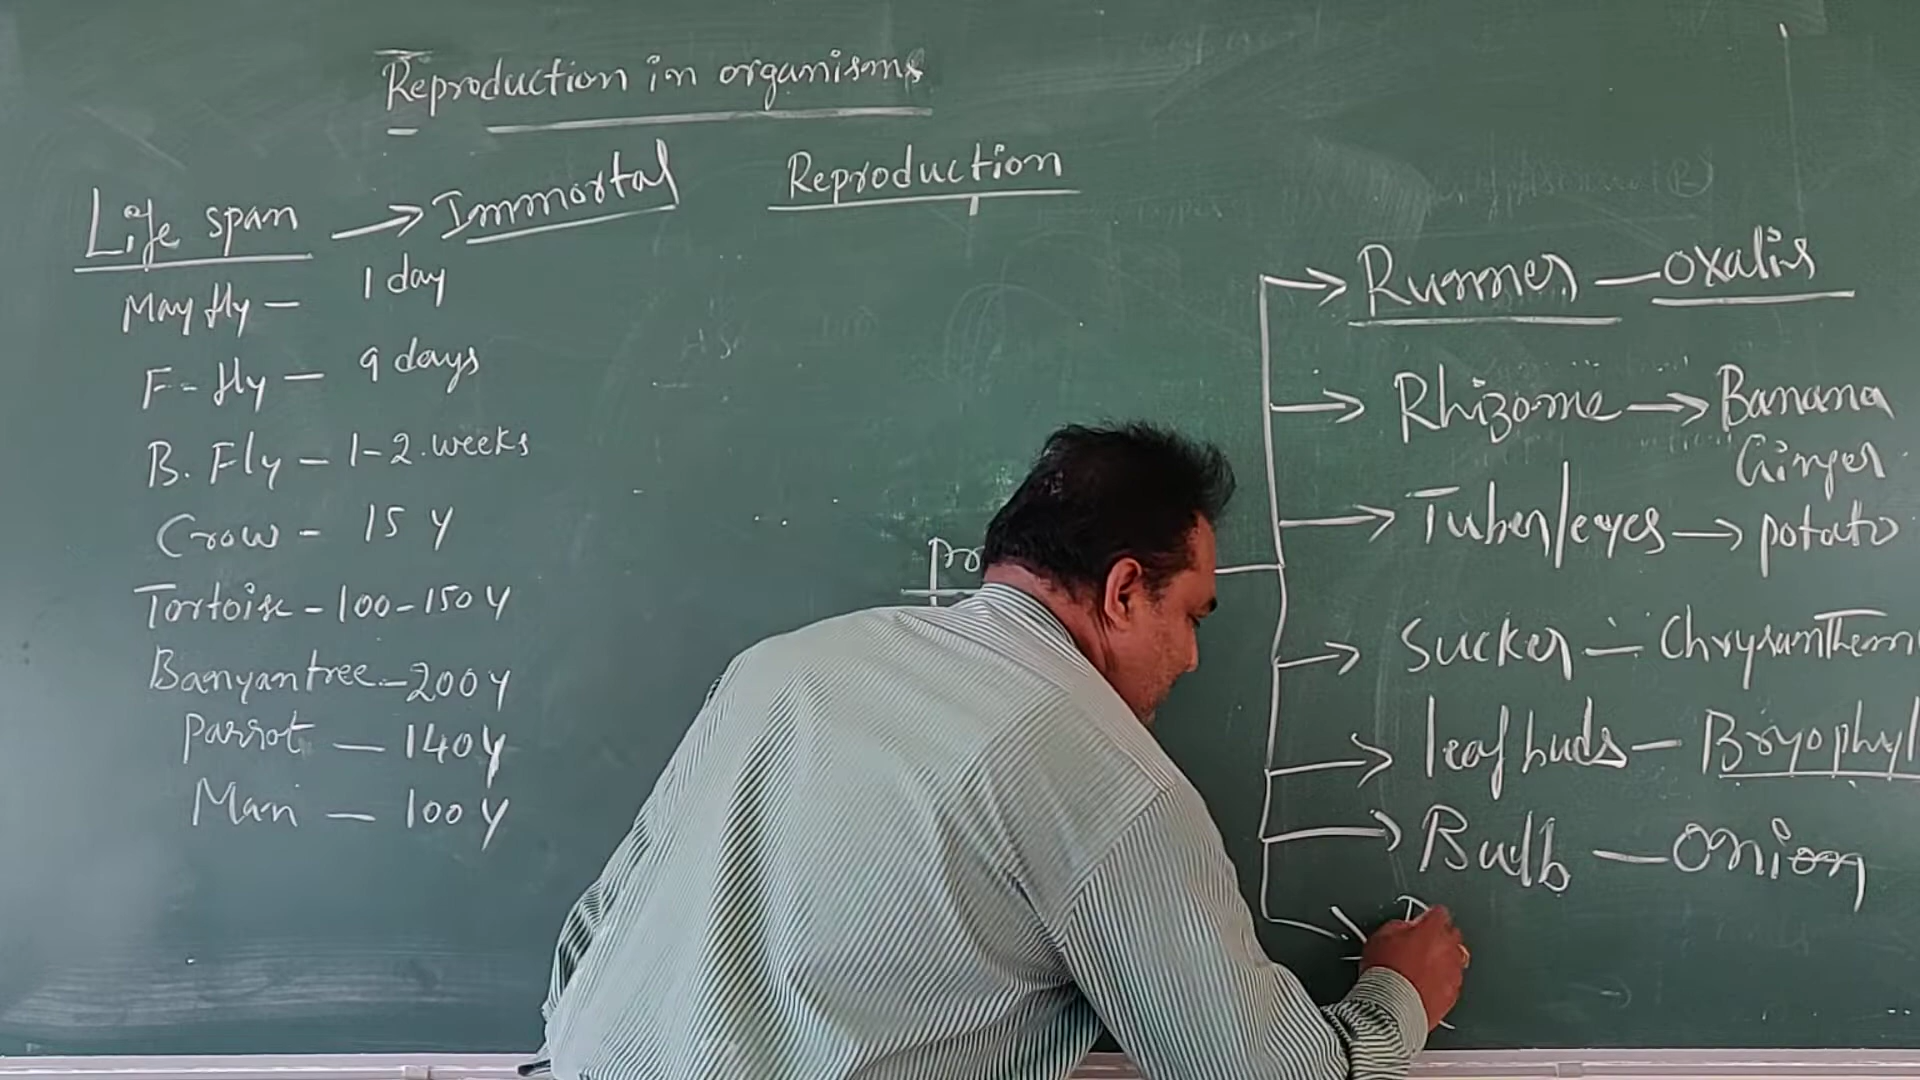 Reproduction in organisms
Life span → Immortal
Reproduction
May fly – 1 day
F-fly – 9 days
B. Fly – 1-2.weeks
Crow - 15 y
Tortoise - 100-150 y
Banyan tree - 200 y
Parrot – 140 y
Man – 100 y
→ Runner – oxalis
→ Rhizome → Banana
Ginger
→ Tuber/eyes → potato
→ Sucker – Chrysanthem
→ leaf buds – Bryophyl
→ Bulb – onion